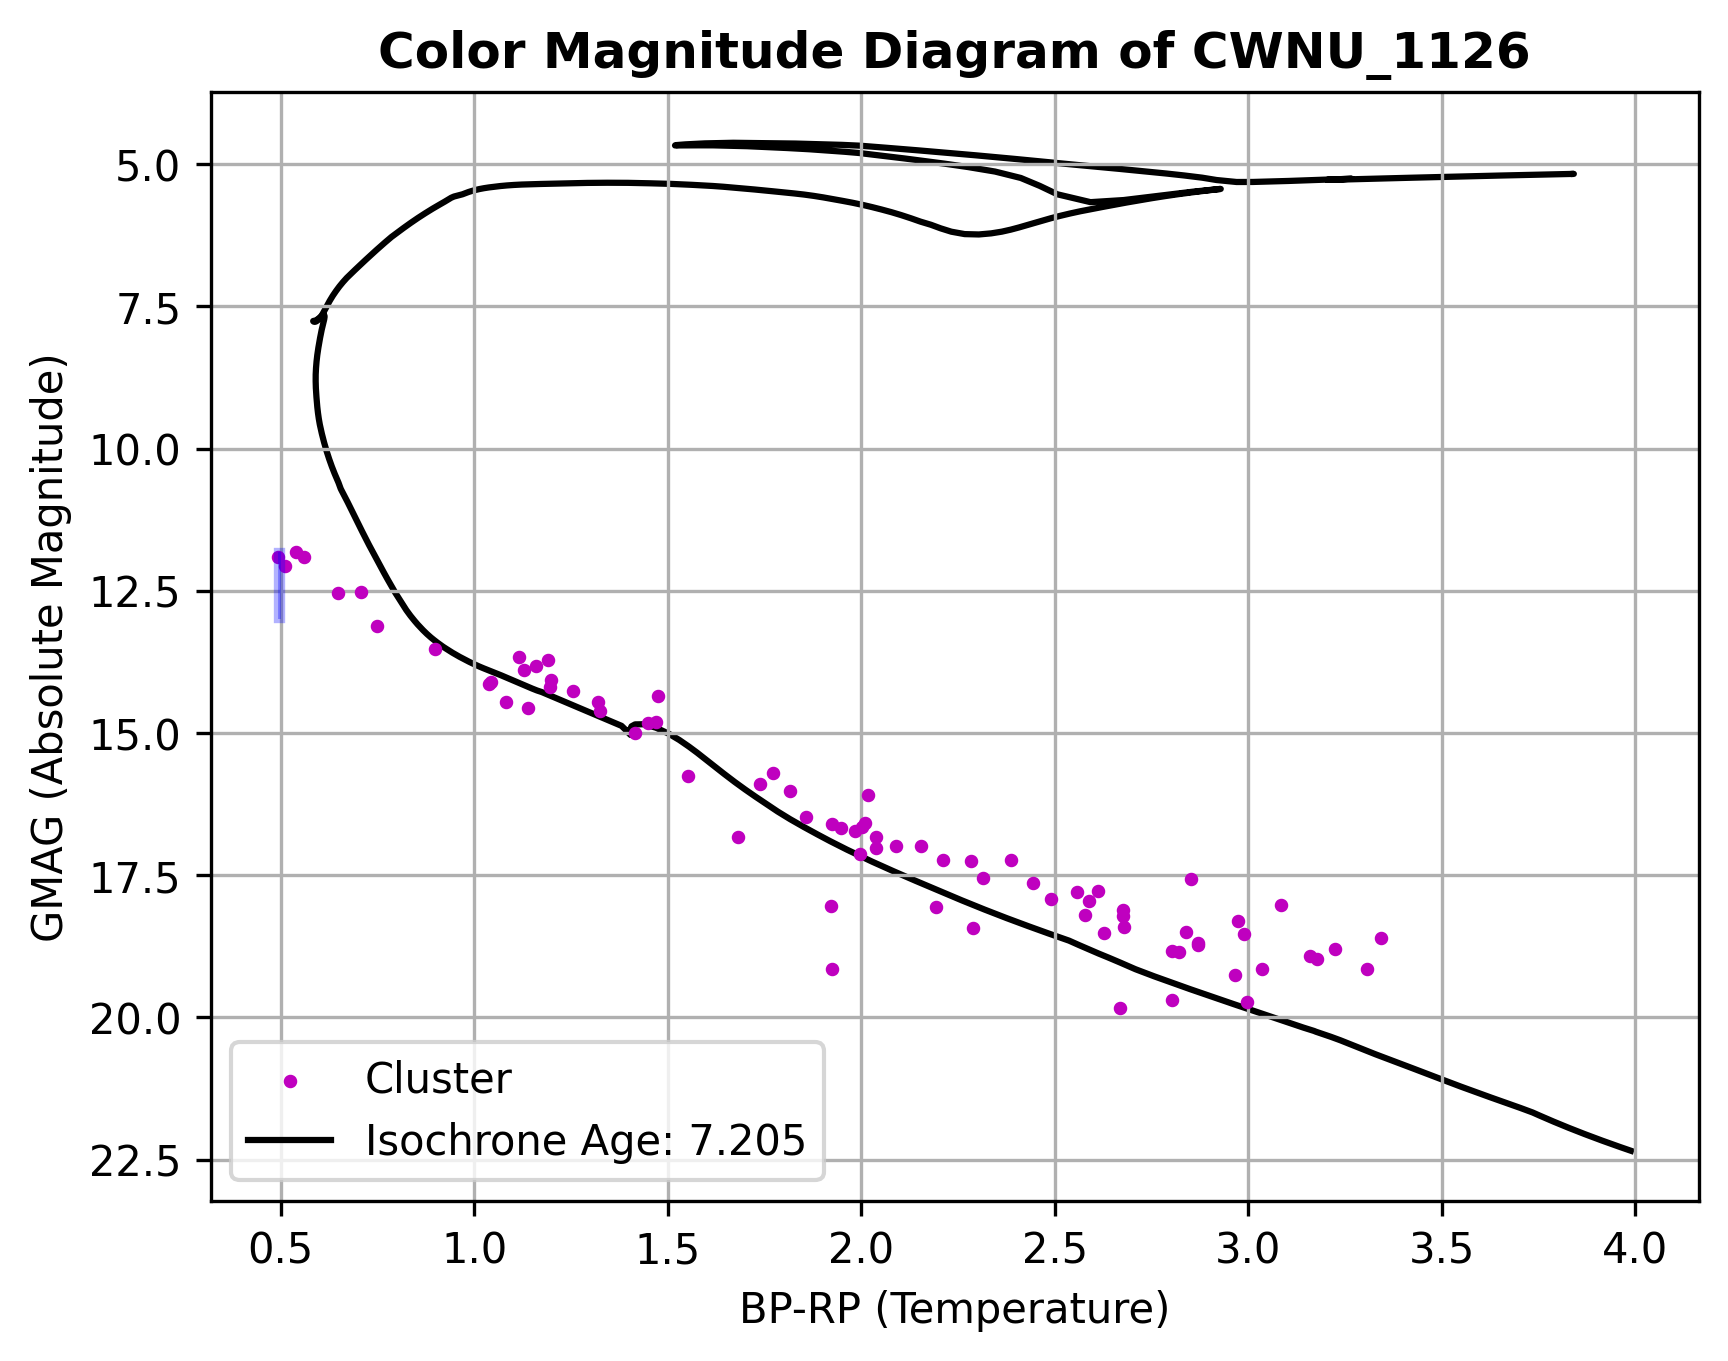 Color Magnitude Diagram of CWNU_1126
GMAG (Absolute Magnitude)
5.0
7.5
10.0
12.5
15.0
17.5
20.0
22.5
Cluster
Isochrone Age: 7.205
0.5 1.0 1.5 2.0 2.5 3.0 3.5 4.0
BP-RP (Temperature)